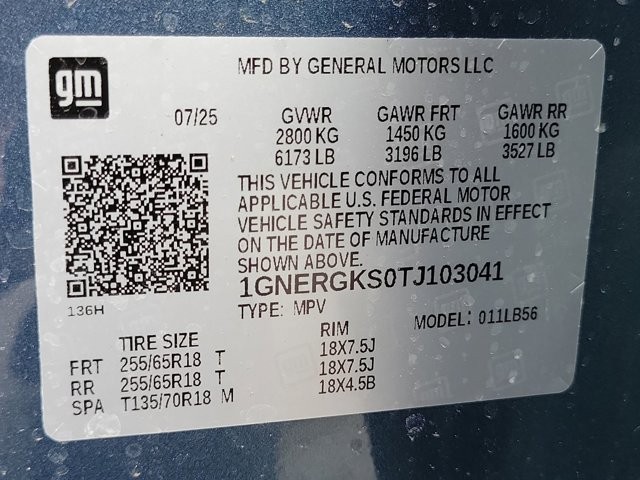 gm
MFD BY GENERAL MOTORS LLC
07/25 GVWR GAWR FRT GAWR RR
2800 KG 1450 KG 1600 KG
6173 LB 3196 LB 3527 LB
THIS VEHICLE CONFORMS TO ALL
APPLICABLE U.S. FEDERAL MOTOR
VEHICLE SAFETY STANDARDS IN EFFECT
ON THE DATE OF MANUFACTURE
SHOWN ABOVE.
1GNERGKS0TJ103041
136H
TYPE: MPV MODEL: 011LB56
TIRE SIZE RIM
FRT 255/65R18 T 18X7.5J
RR 255/65R18 T 18X7.5J
SPA T135/70R18 M 18X4.5B